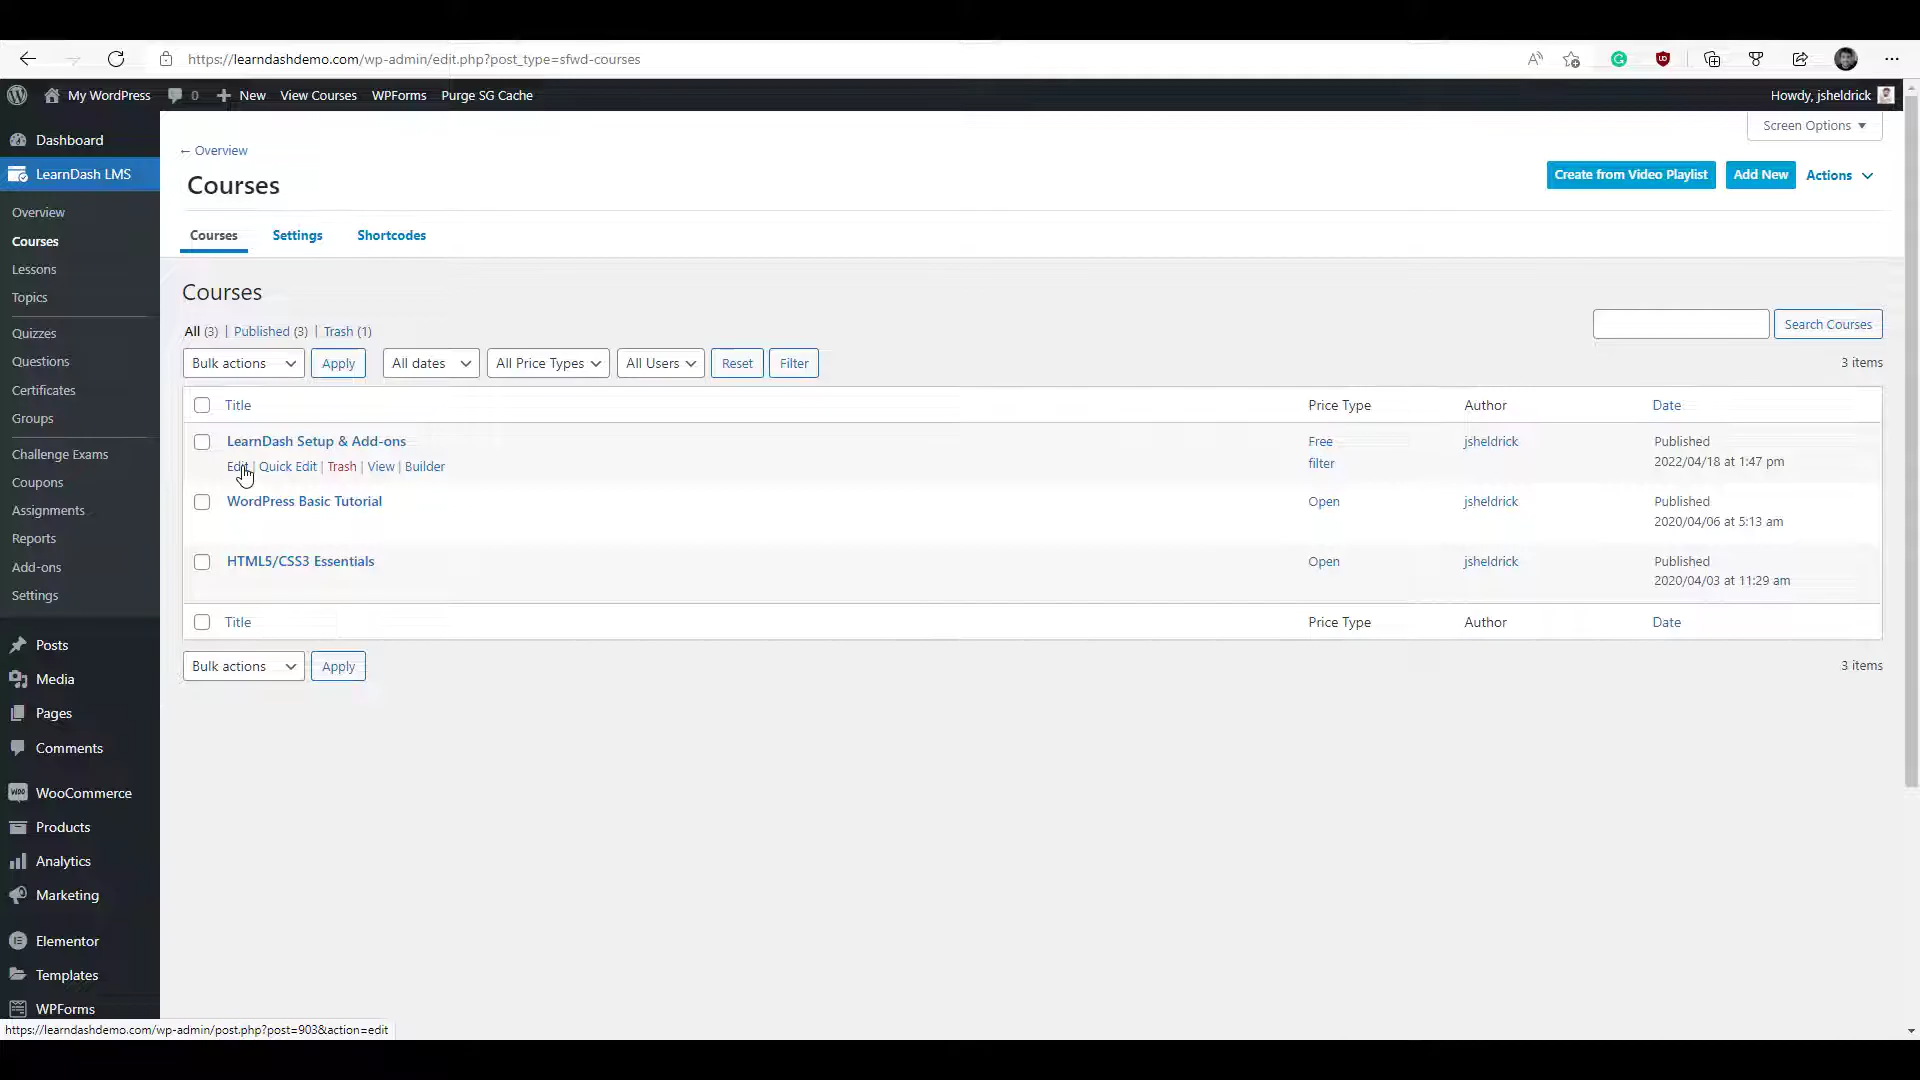 https://learndashdemo.com/wp-admin/edit.php?post_type=sfwd-courses
My WordPress 0 New View Courses WPForms Purge SG Cache Howdy, jsheldrick
Screen Options
Dashboard
LearnDash LMS
Overview
Courses
Lessons
Topics
Quizzes
Questions
Certificates
Groups
Challenge Exams
Coupons
Assignments
Reports
Add-ons
Settings
Posts
Media
Pages
Comments
WooCommerce
Products
Analytics
Marketing
Elementor
Templates
WPForms
← Overview
Courses
Create from Video Playlist Add New Actions
Courses Settings Shortcodes
Courses
All (3) | Published (3) | Trash (1)
Search Courses
Bulk actions Apply All dates All Price Types All Users Reset Filter 3 items
Title Price Type Author Date
LearnDash Setup & Add-ons Free jsheldrick Published
Edit | Quick Edit | Trash | View | Builder filter 2022/04/18 at 1:47 pm
WordPress Basic Tutorial Open jsheldrick Published
2020/04/06 at 5:13 am
HTML5/CSS3 Essentials Open jsheldrick Published
2020/04/03 at 11:29 am
Title Price Type Author Date
Bulk actions Apply 3 items
https://learndashdemo.com/wp-admin/post.php?post=903&action=edit